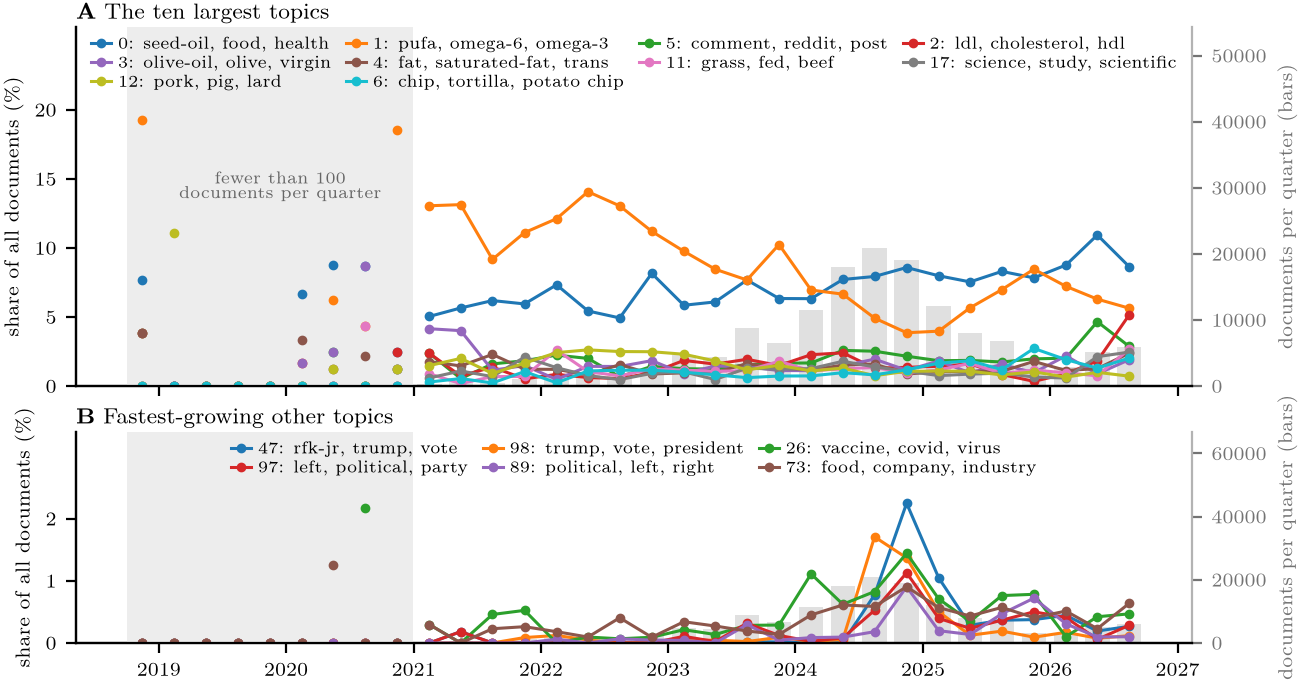 A The ten largest topics
0: seed-oil, food, health
1: pufa, omega-6, omega-3
5: comment, reddit, post
2: ldl, cholesterol, hdl
3: olive-oil, olive, virgin
4: fat, saturated-fat, trans
11: grass, fed, beef
17: science, study, scientific
12: pork, pig, lard
6: chip, tortilla, potato chip
fewer than 100
documents per quarter
share of all documents (%)
20
15
10
5
0
50000
40000
30000
20000
10000
0
documents per quarter (bars)
B Fastest-growing other topics
47: rfk-jr, trump, vote
98: trump, vote, president
26: vaccine, covid, virus
97: left, political, party
89: political, left, right
73: food, company, industry
share of all documents (%)
2
1
0
60000
40000
20000
0
documents per quarter (bars)
2019
2020
2021
2022
2023
2024
2025
2026
2027